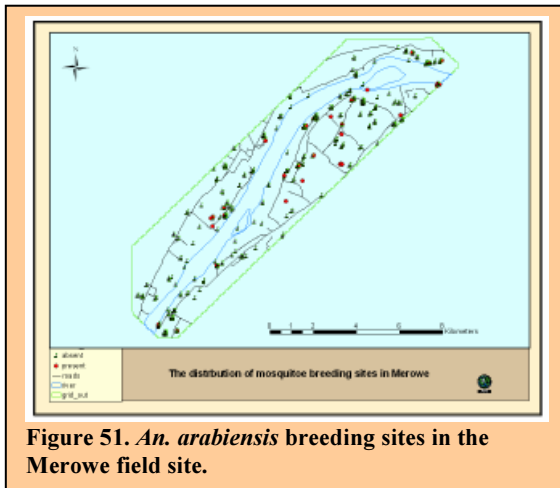 N
0 1 2 4 6 8
Kilometers
absent
present
roads
river
grid_out
The distrbution of mosquitoe breeding sites in Merowe
Figure 51. An. arabiensis breeding sites in the
Merowe field site.